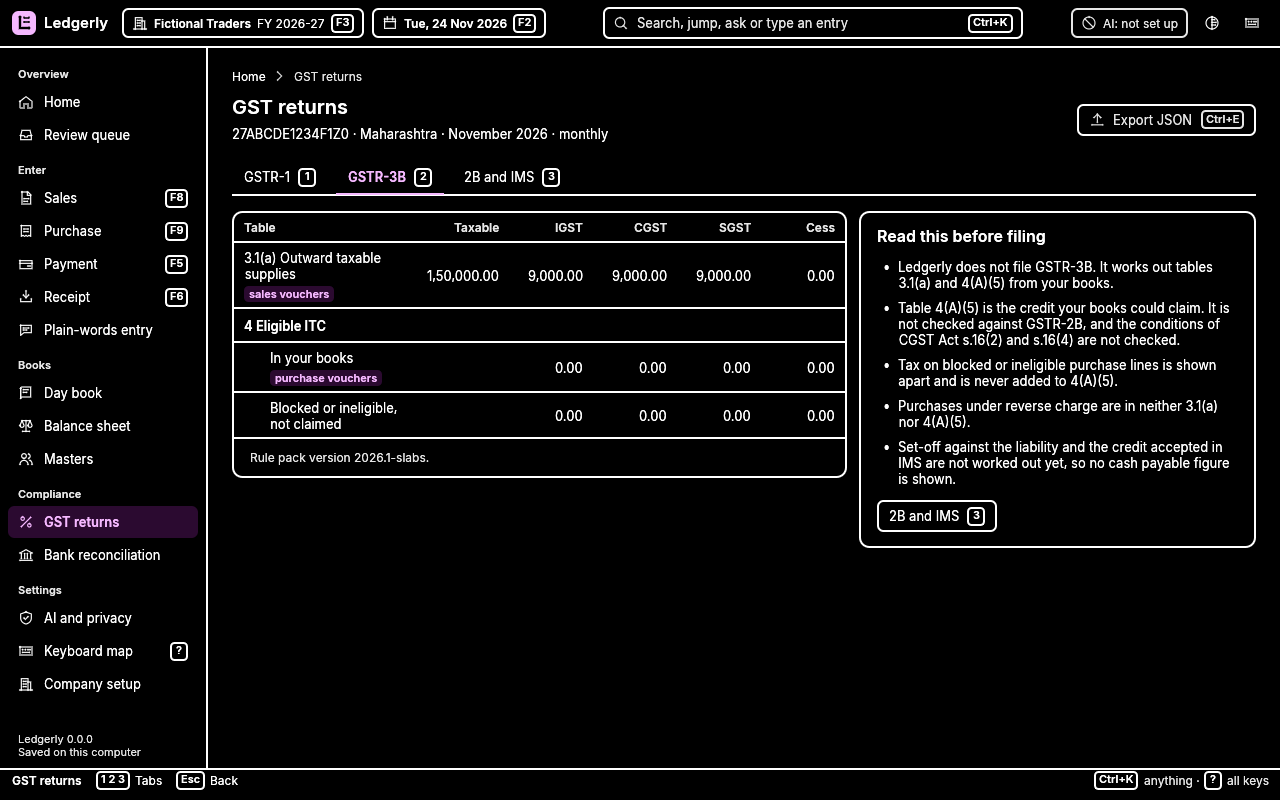 Ledgerly
Fictional Traders FY 2026-27 F3
Tue, 24 Nov 2026 F2
Search, jump, ask or type an entry Ctrl+K
AI: not set up
Overview
Home
Review queue
Enter
Sales F8
Purchase F9
Payment F5
Receipt F6
Plain-words entry
Books
Day book
Balance sheet
Masters
Compliance
GST returns
Bank reconciliation
Settings
AI and privacy
Keyboard map ?
Company setup
Ledgerly 0.0.0
Saved on this computer
Home GST returns
GST returns
27ABCDE1234F1Z0 · Maharashtra · November 2026 · monthly
Export JSON Ctrl+E
GSTR-1 1 GSTR-3B 2 2B and IMS 3
Table Taxable IGST CGST SGST Cess
3.1(a) Outward taxable
supplies 1,50,000.00 9,000.00 9,000.00 9,000.00 0.00
sales vouchers
4 Eligible ITC
In your books 0.00 0.00 0.00 0.00
purchase vouchers
Blocked or ineligible,
not claimed 0.00 0.00 0.00 0.00
Rule pack version 2026.1-slabs.
Read this before filing
• Ledgerly does not file GSTR-3B. It works out tables
3.1(a) and 4(A)(5) from your books.
• Table 4(A)(5) is the credit your books could claim. It is
not checked against GSTR-2B, and the conditions of
CGST Act s.16(2) and s.16(4) are not checked.
• Tax on blocked or ineligible purchase lines is shown
apart and is never added to 4(A)(5).
• Purchases under reverse charge are in neither 3.1(a)
nor 4(A)(5).
• Set-off against the liability and the credit accepted in
IMS are not worked out yet, so no cash payable figure
is shown.
2B and IMS 3
GST returns 1 2 3 Tabs Esc Back
Ctrl+K anything · ? all keys